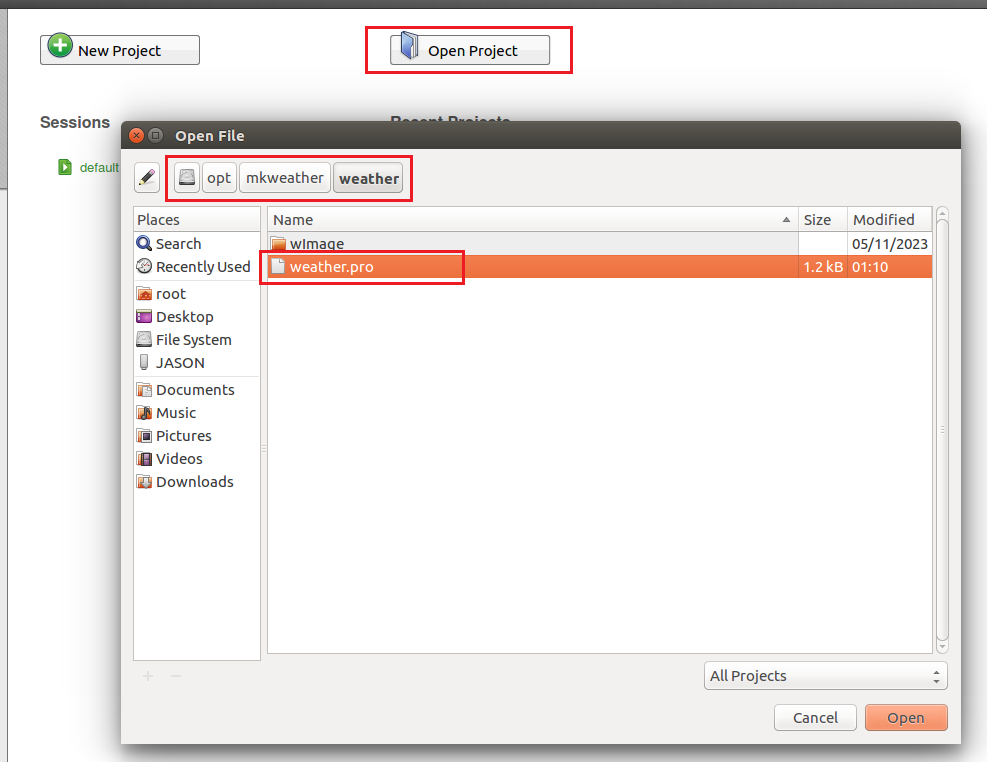 New Project
Open Project
Sessions
Recent Projects
default
Open File
opt
mkweather
weather
Places
Name
Size
Modified
Search
wImage
05/11/2023
Recently Used
weather.pro
1.2 kB
01:10
root
Desktop
File System
JASON
Documents
Music
Pictures
Videos
Downloads
All Projects
Cancel
Open